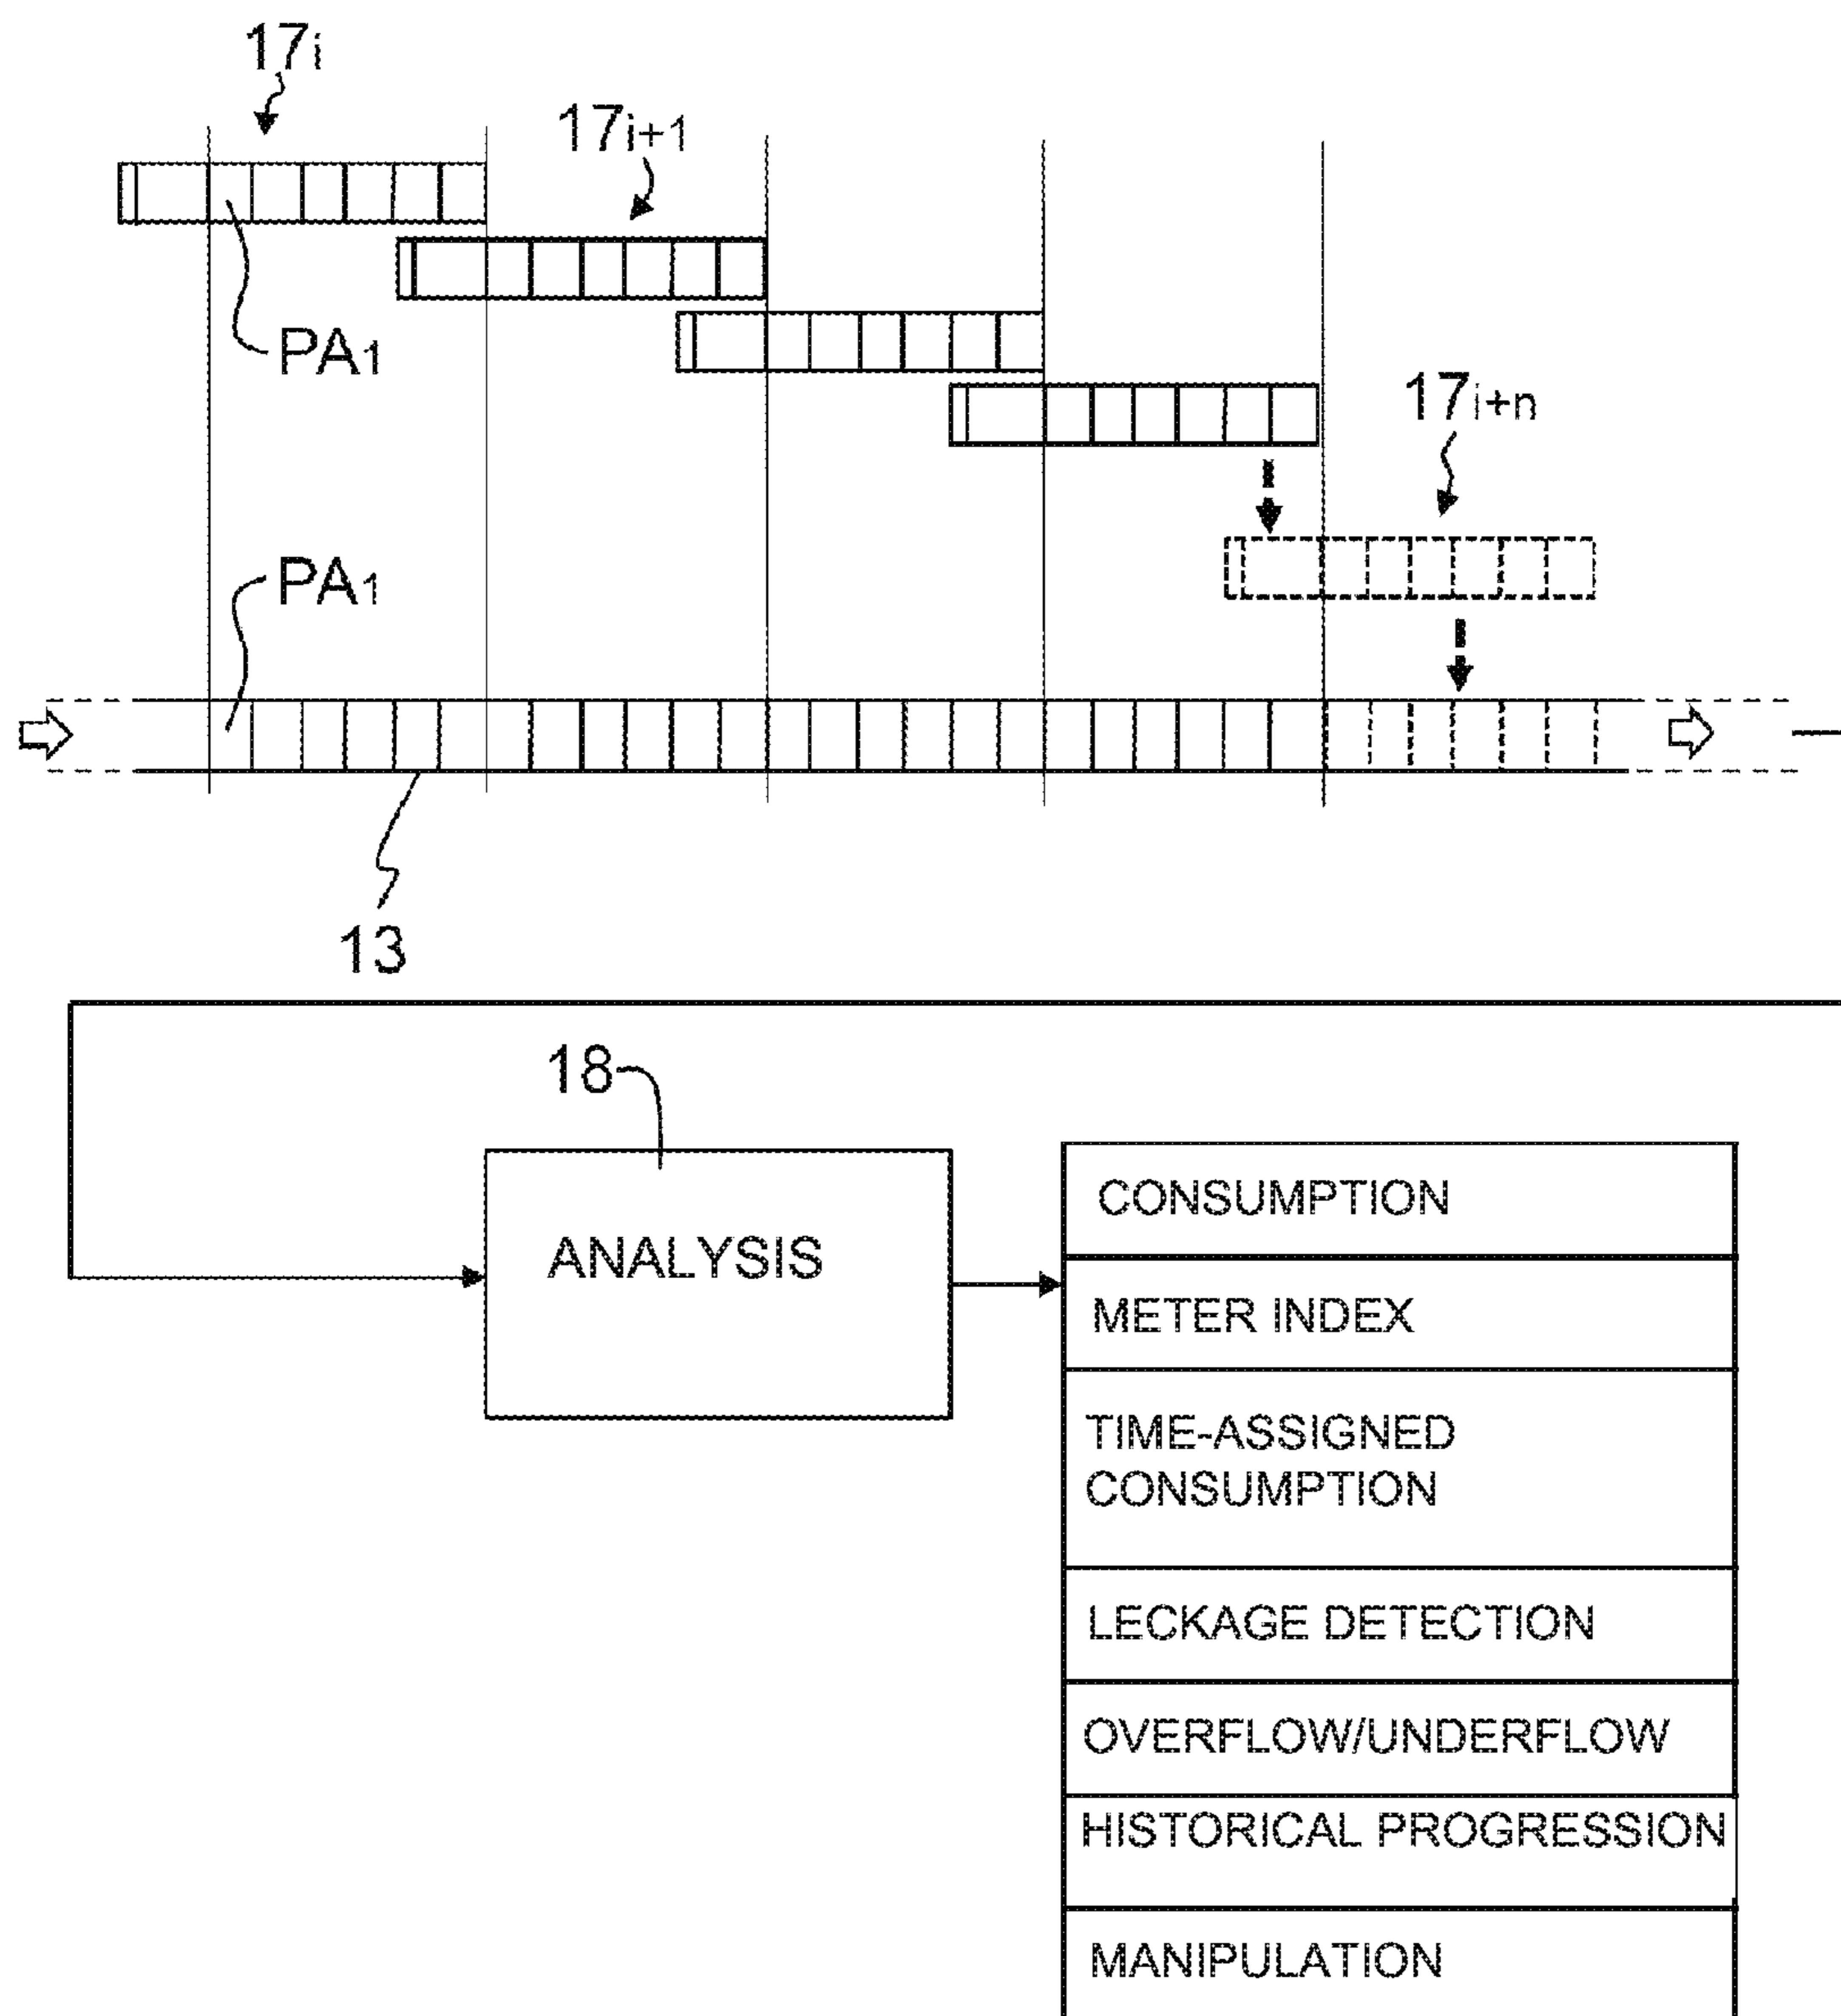 17i
17i+1
PA1
17i+n
PA1
13
18
ANALYSIS
CONSUMPTION
METER INDEX
TIME-ASSIGNED
CONSUMPTION
LECKAGE DETECTION
OVERFLOW/UNDERFLOW
HISTORICAL PROGRESSION
MANIPULATION